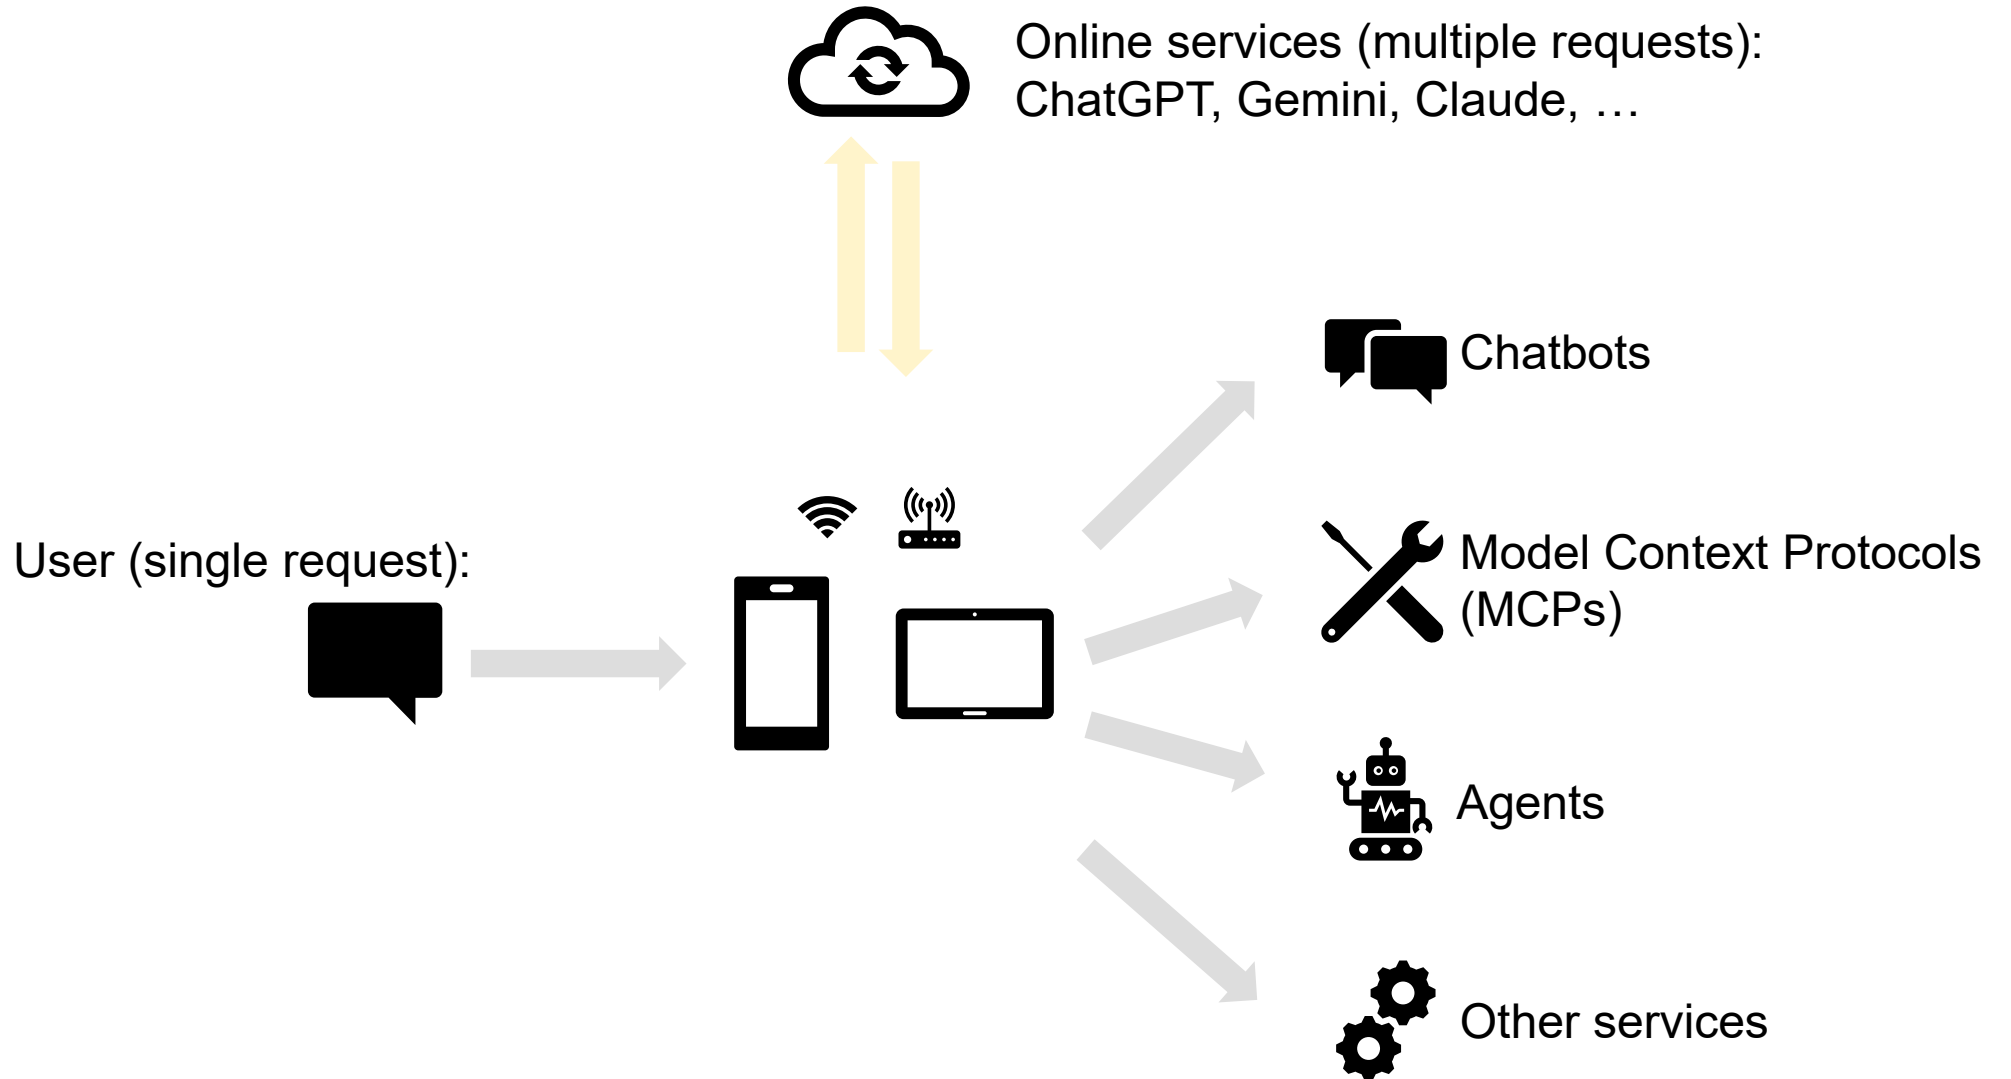 Online services (multiple requests):
ChatGPT, Gemini, Claude, …
Chatbots
User (single request):
Model Context Protocols
(MCPs)
Agents
Other services